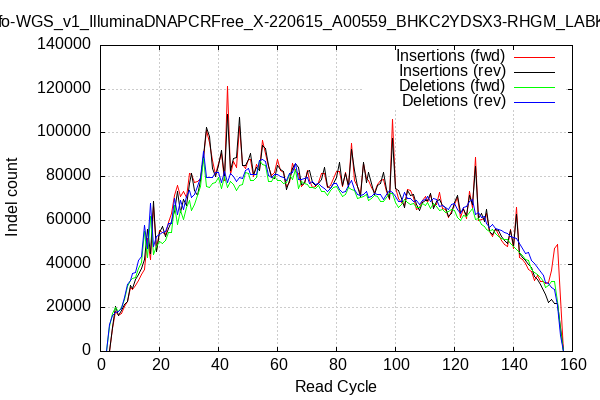 fo-WGS_v1_IlluminaDNAPCRFree_X-220615_A00559_BHKC2YDSX3-RHGM_LABK
Insertions (fwd)
Insertions (rev)
Deletions (fwd)
Deletions (rev)
140000
120000
100000
80000
60000
40000
20000
0
Indel count
0 20 40 60 80 100 120 140 160
Read Cycle